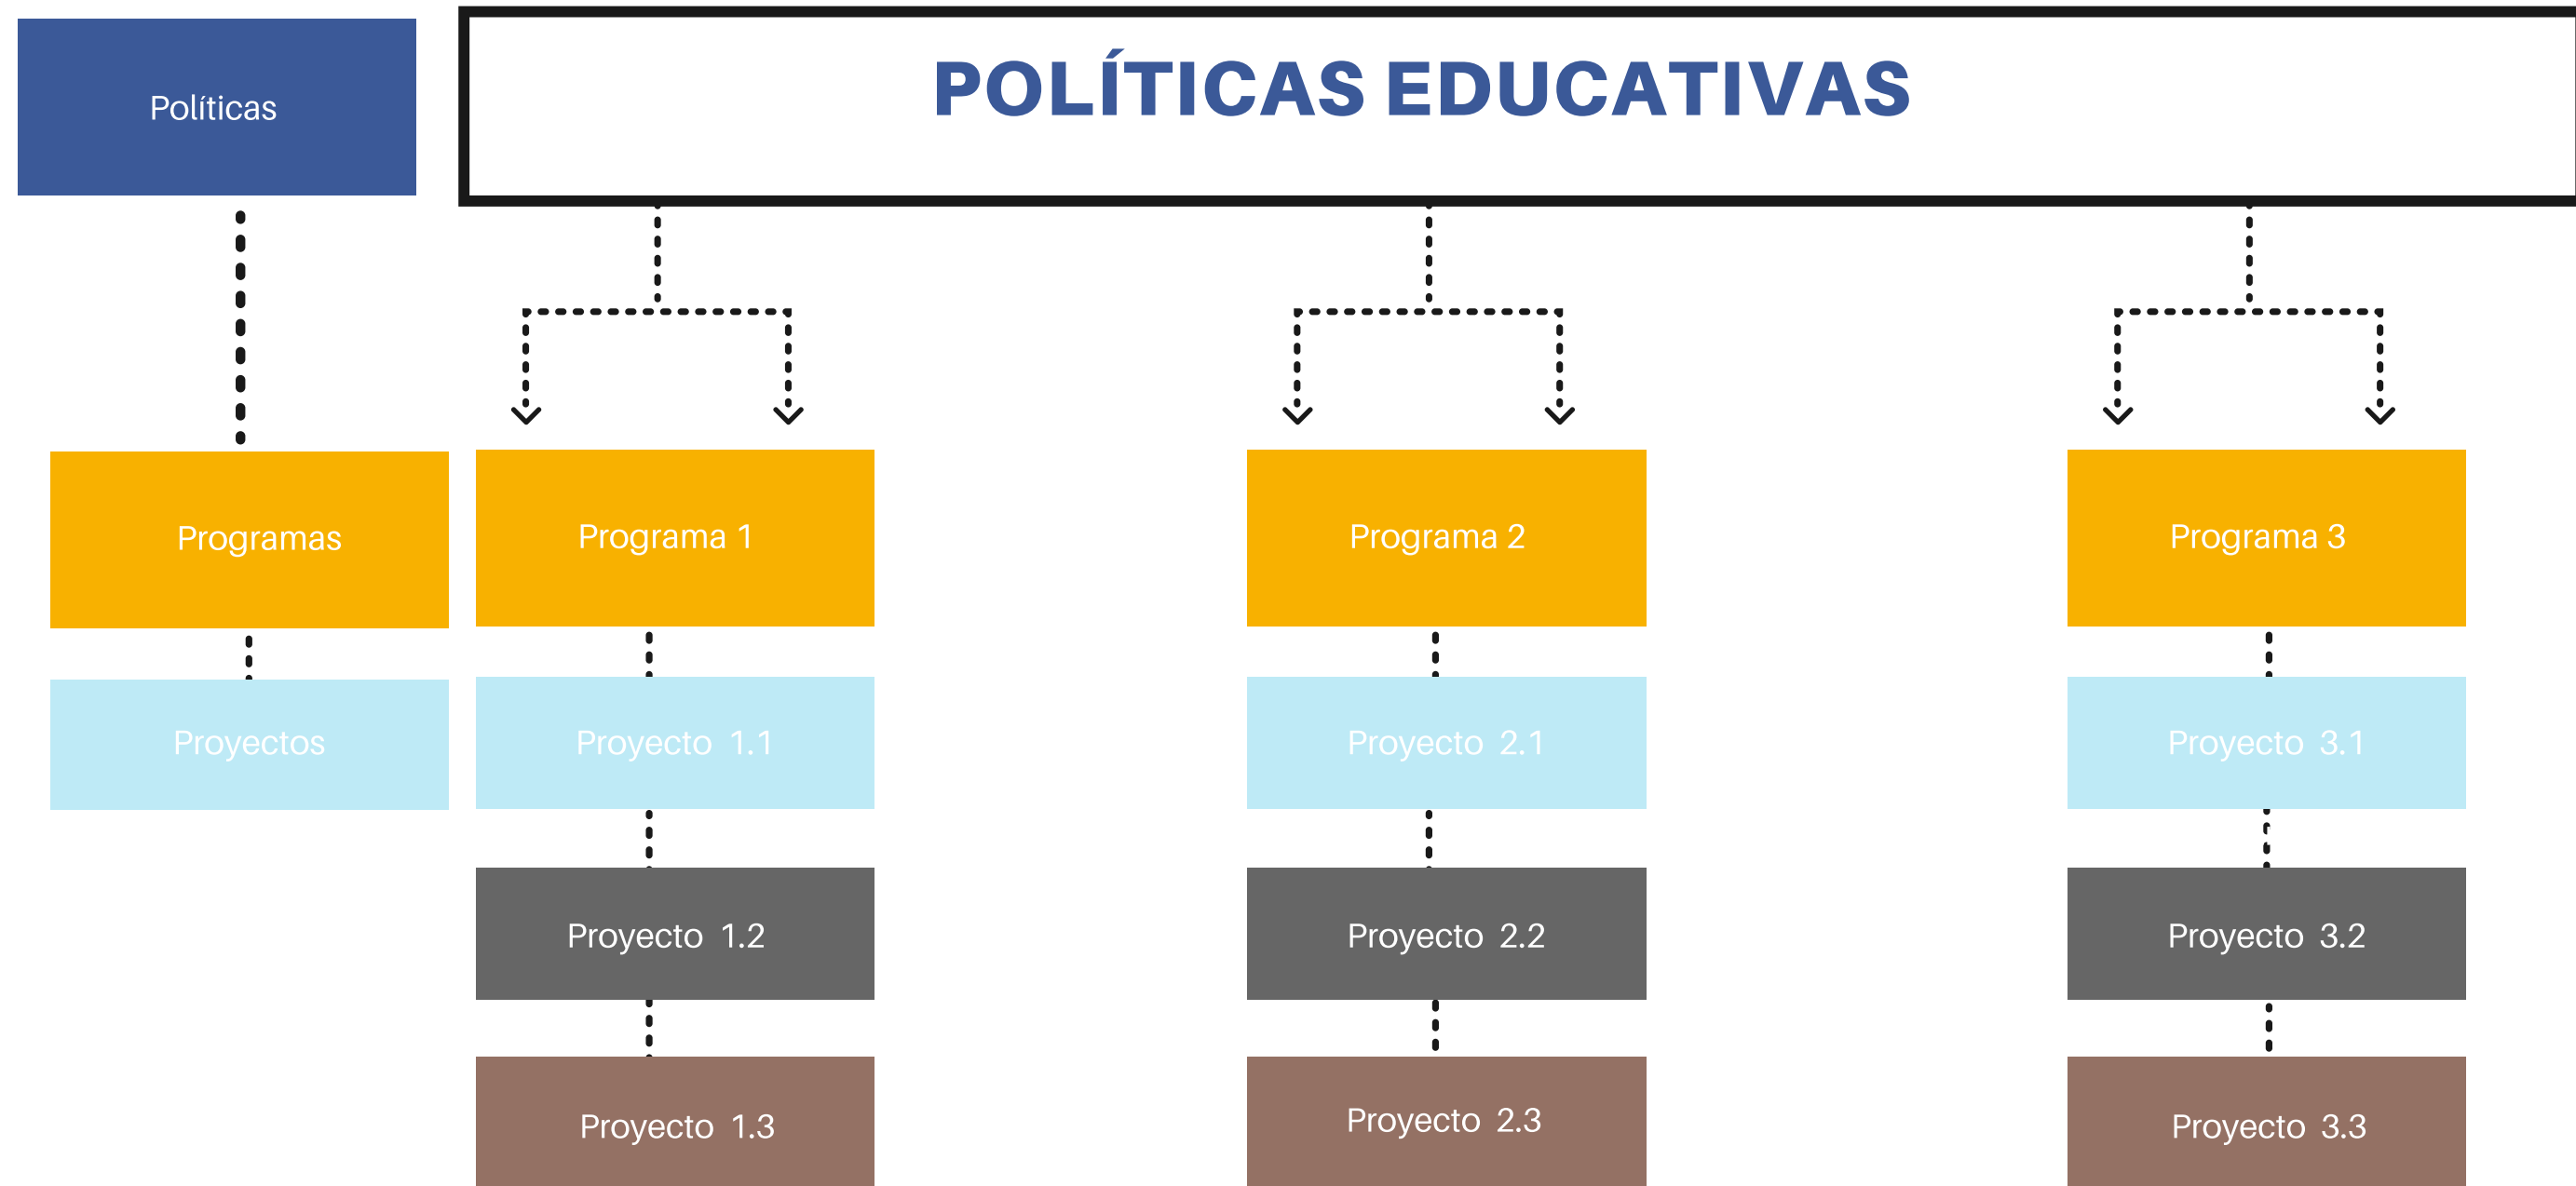 Políticas
POLÍTICAS EDUCATIVAS
Programas
Programa 1
Programa 2
Programa 3
Proyectos
Proyecto 1.1
Proyecto 2.1
Proyecto 3.1
Proyecto 1.2
Proyecto 2.2
Proyecto 3.2
Proyecto 1.3
Proyecto 2.3
Proyecto 3.3